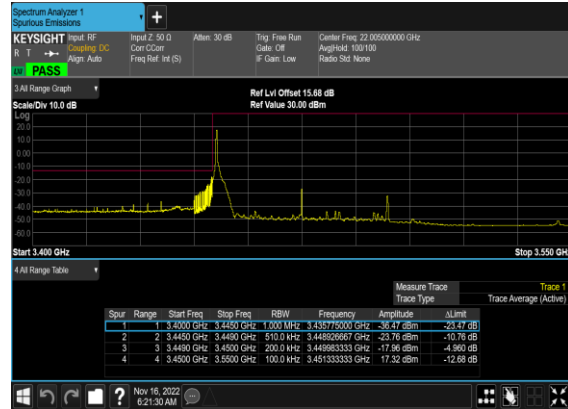 Spectrum Analyzer 1
Spurious Emissions
+
KEYSIGHT Input: RF Input Z: 50 Ω Atten: 30 dB Trig: Free Run Center Freq: 22.005000000 GHz
R T Coupling: DC Corr CCorr Gate: Off Avg|Hold: 100/100
Align: Auto Freq Ref: Int (S) IF Gain: Low Radio Std: None
PASS
3 All Range Graph
Ref Lvl Offset 15.68 dB
Scale/Div 10.0 dB Ref Value 30.00 dBm
Log
20.0
10.0
0.00
-10.0
-20.0
-30.0
-40.0
-50.0
-60.0
Start 3.400 GHz Stop 3.550 GHz
4 All Range Table
Measure Trace Trace 1
Trace Type Trace Average (Active)
Spur Range Start Freq Stop Freq RBW Frequency Amplitude ΔLimit
1 1 3.4000 GHz 3.4450 GHz 1.000 MHz 3.435775000 GHz -36.47 dBm -23.47 dB
2 2 3.4450 GHz 3.4490 GHz 510.0 kHz 3.448926667 GHz -23.76 dBm -10.76 dB
3 3 3.4490 GHz 3.4500 GHz 200.0 kHz 3.449983333 GHz -17.96 dBm -4.960 dB
4 4 3.4500 GHz 3.5500 GHz 100.0 kHz 3.451333333 GHz 17.32 dBm -12.68 dB
? Nov 16, 2022
6:21:30 AM